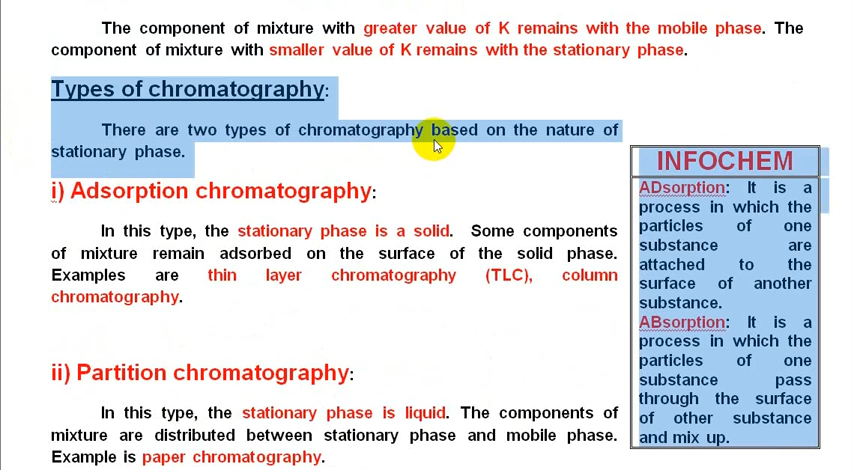 The component of mixture with greater value of K remains with the mobile phase. The
component of mixture with smaller value of K remains with the stationary phase.
Types of chromatography:
There are two types of chromatography based on the nature of
stationary phase.
i) Adsorption chromatography:
In this type, the stationary phase is a solid. Some components
of mixture remain adsorbed on the surface of the solid phase.
Examples are thin layer chromatography (TLC), column
chromatography.
ii) Partition chromatography:
In this type, the stationary phase is liquid. The components of
mixture are distributed between stationary phase and mobile phase.
Example is paper chromatography.
INFOCHEM
ADsorption: It is a
process in which the
particles of one
substance are
attached to the
surface of another
substance.
ABsorption: It is a
process in which the
particles of one
substance pass
through the surface
of other substance
and mix up.